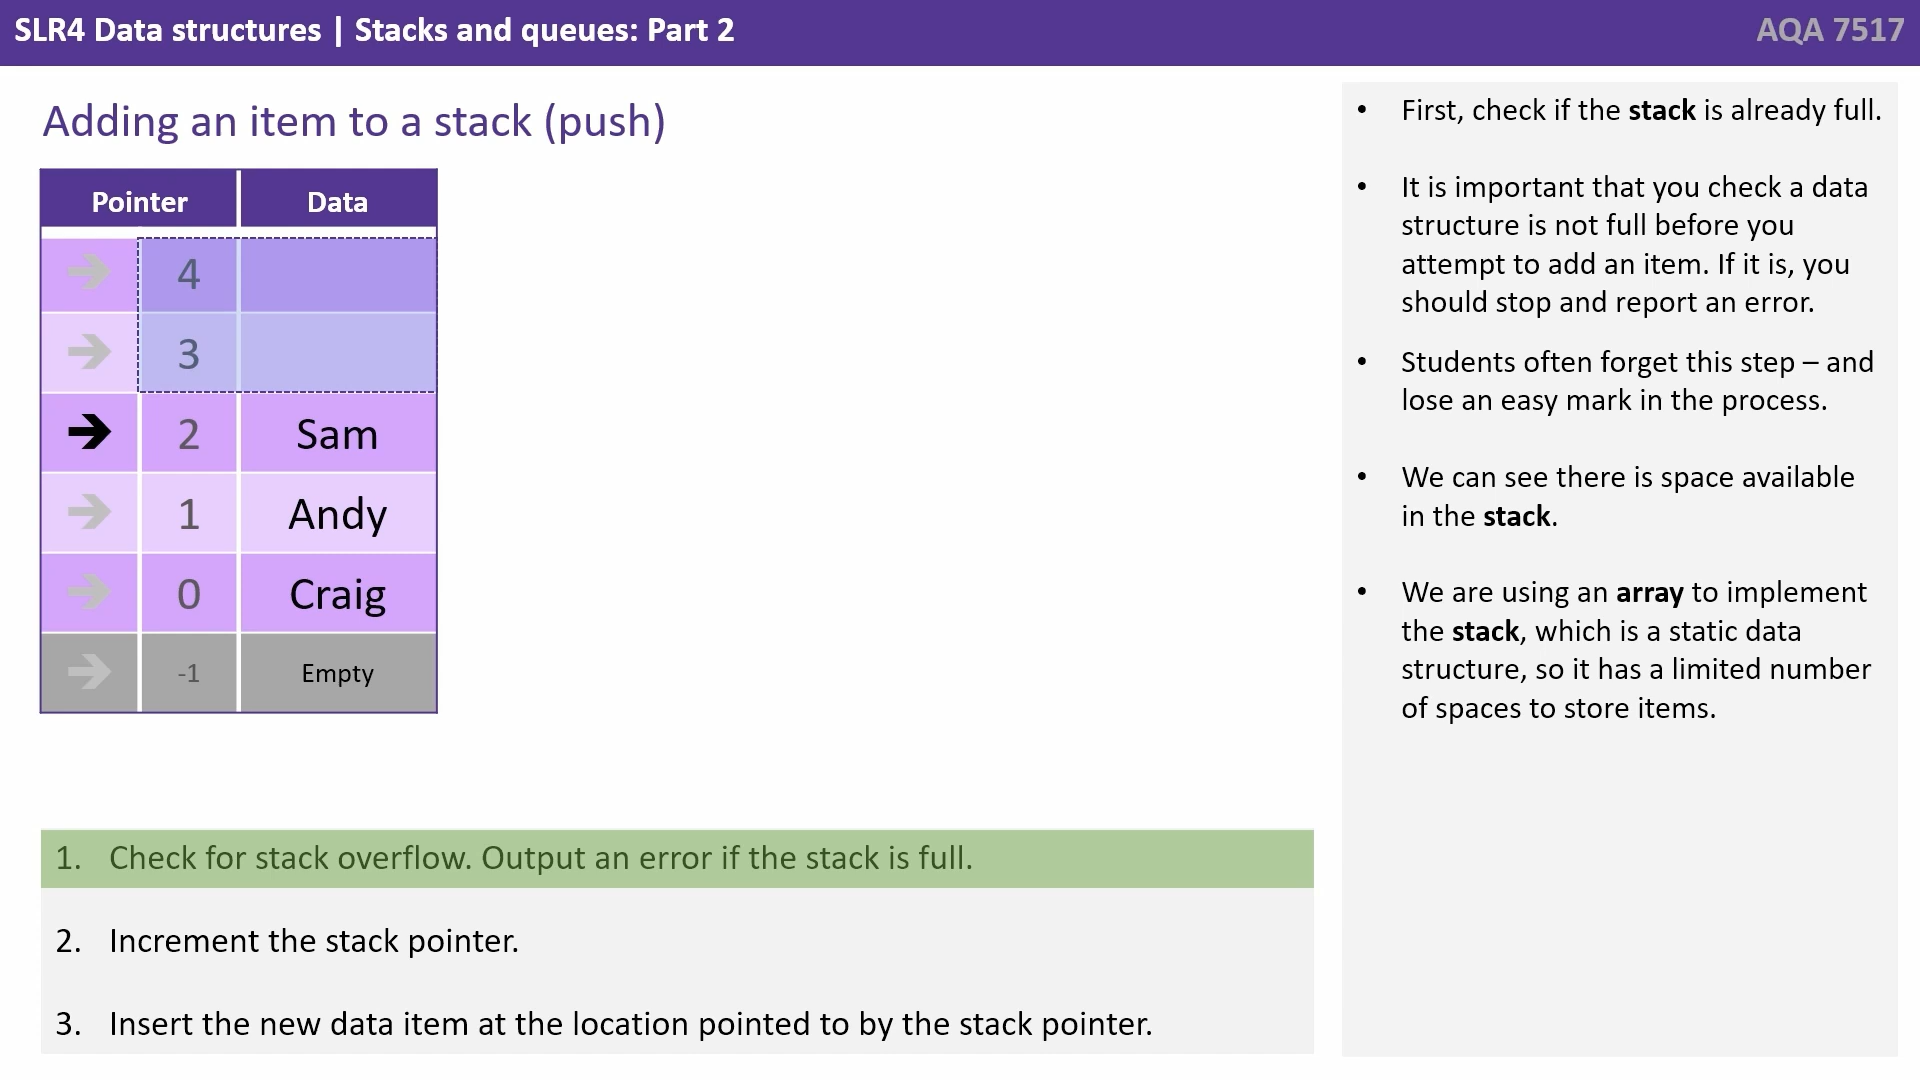 SLR4 Data structures | Stacks and queues: Part 2
AQA 7517
Adding an item to a stack (push)
Pointer Data
4
3
2 Sam
1 Andy
0 Craig
-1 Empty
1. Check for stack overflow. Output an error if the stack is full.
2. Increment the stack pointer.
3. Insert the new data item at the location pointed to by the stack pointer.
• First, check if the stack is already full.
• It is important that you check a data
structure is not full before you
attempt to add an item. If it is, you
should stop and report an error.
• Students often forget this step – and
lose an easy mark in the process.
• We can see there is space available
in the stack.
• We are using an array to implement
the stack, which is a static data
structure, so it has a limited number
of spaces to store items.